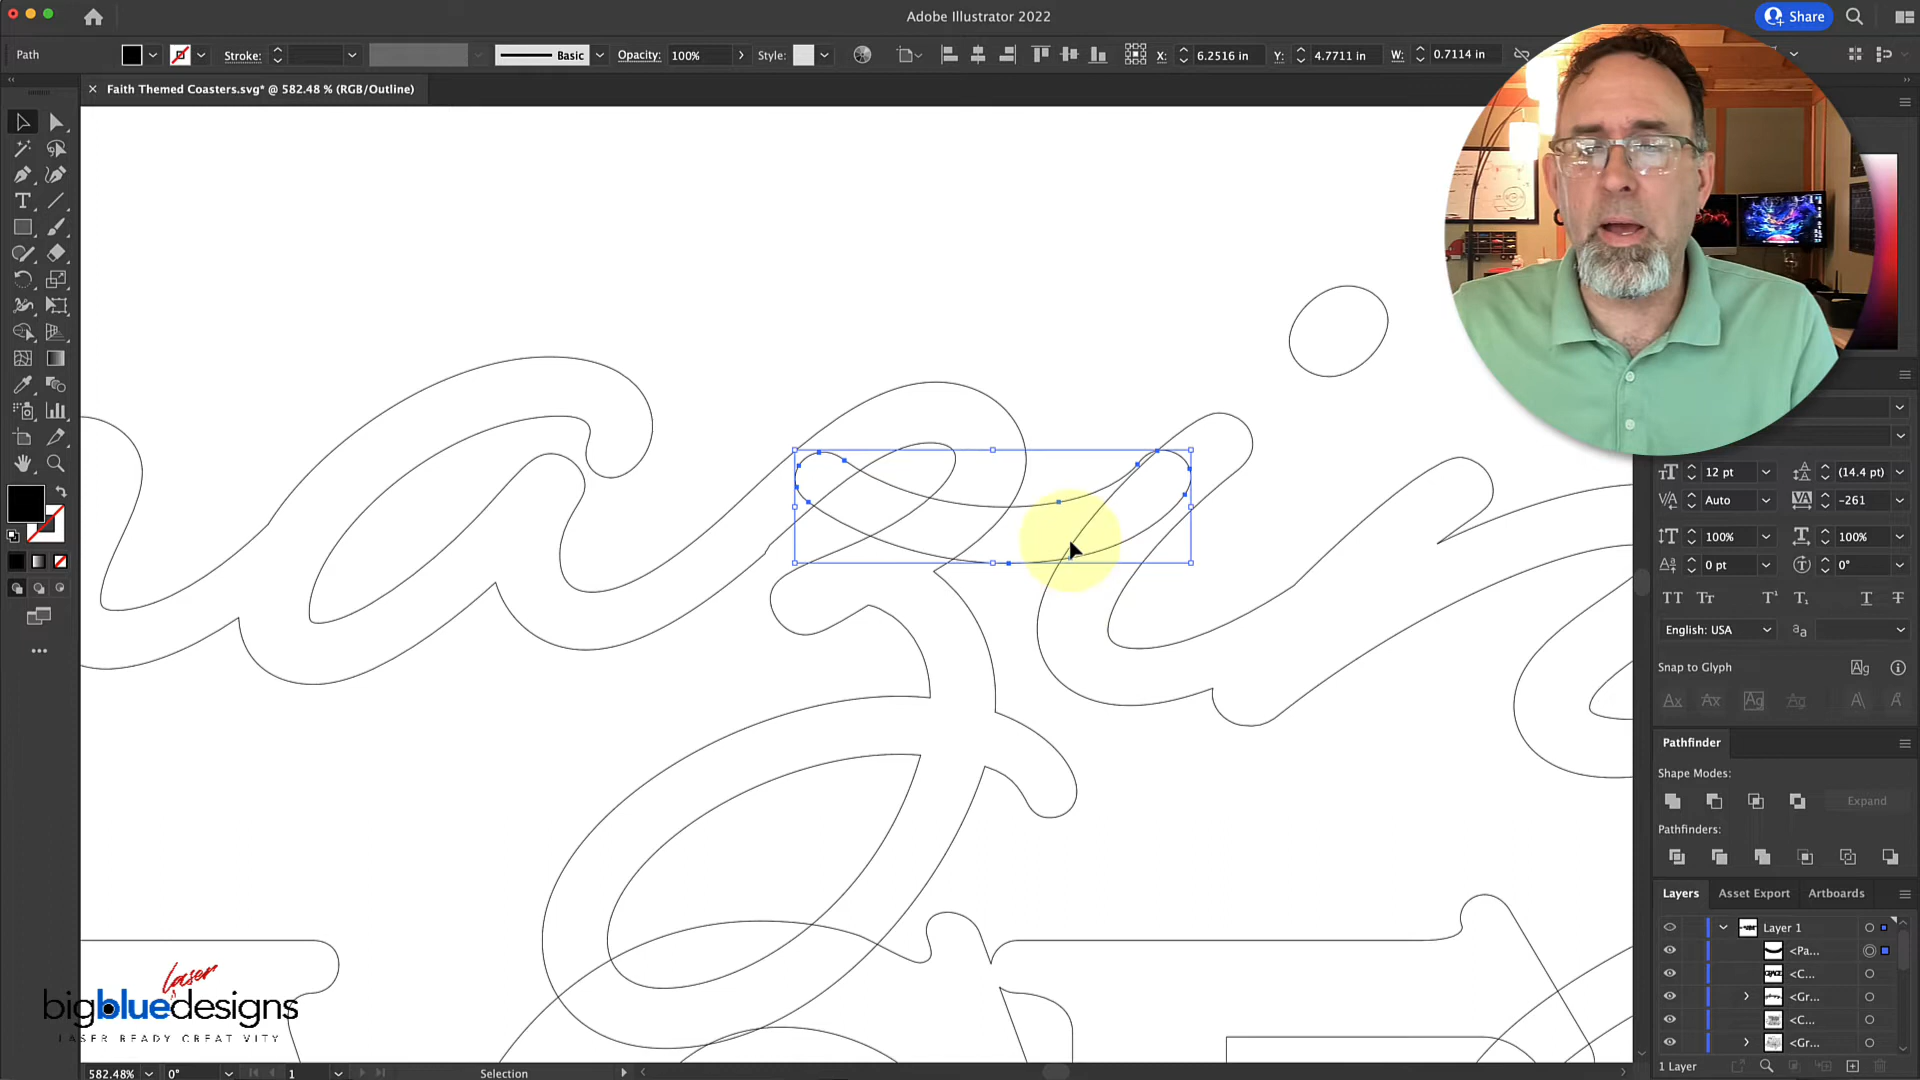 Adobe Illustrator 2022
Share
Path
Stroke:
Basic
Opacity: 100%
Style:
X: 6.2516 in
Y: 4.7711 in
W: 0.7114 in
Faith Themed Coasters.svg* @ 582.48 % (RGB/Outline)
12 pt
(14.4 pt)
Auto
-261
100%
100%
0 pt
0°
English: USA
Snap to Glyph
Pathfinder
Shape Modes:
Expand
Pathfinders:
Layers
Asset Export
Artboards
Layer 1
<Pa...
<C...
<Gr...
<C...
<Gr...
1 Layer
laser
bigbluedesigns
LASER READY CREATIVITY
582.48%
0°
1
Selection